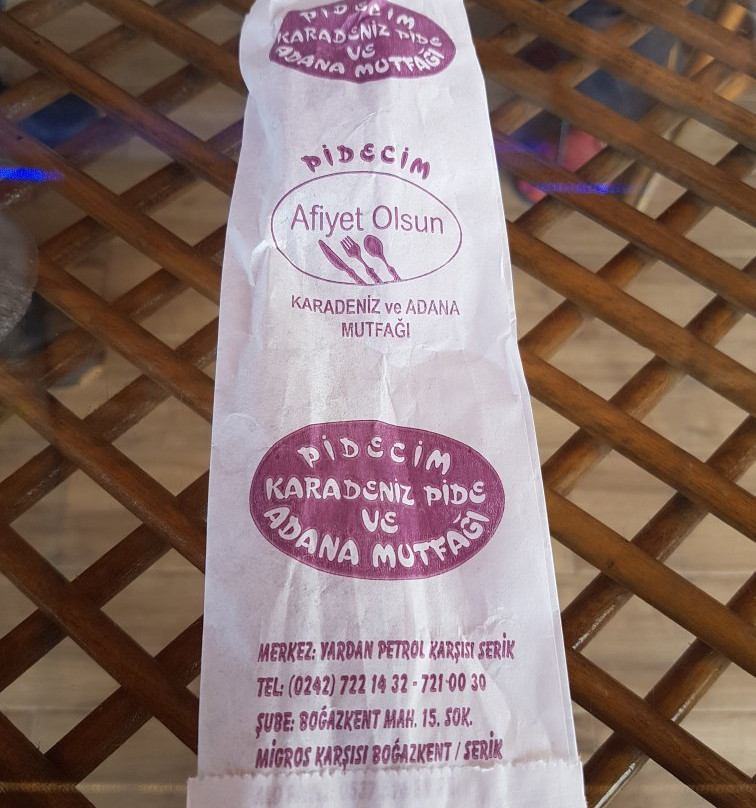 PİDECİM
KARADENİZ PİDE
VE
ADANA MUTFAĞI
PİDECİM
Afiyet Olsun
KARADENİZ ve ADANA
MUTFAĞI
PİDECİM
KARADENİZ PİDE
VE
ADANA MUTFAĞI
MERKEZ: YARDAN PETROL KARŞISI SERİK
TEL: (0242) 722 14 32 - 721 00 30
ŞUBE: BOĞAZKENT MAH. 15. SOK.
MİGROS KARŞISI BOĞAZKENT / SERİK